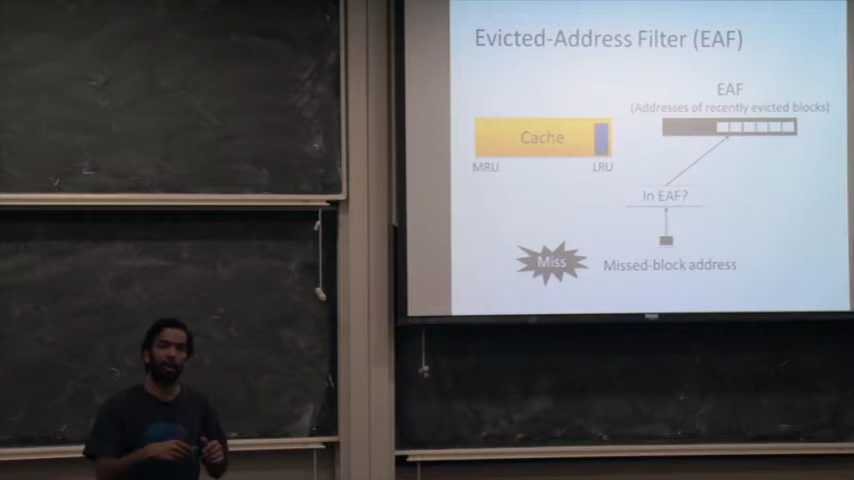 Evicted-Address Filter (EAF)
EAF
(Addresses of recently evicted blocks)
Cache
MRU
LRU
In EAF?
Miss
Missed-block address